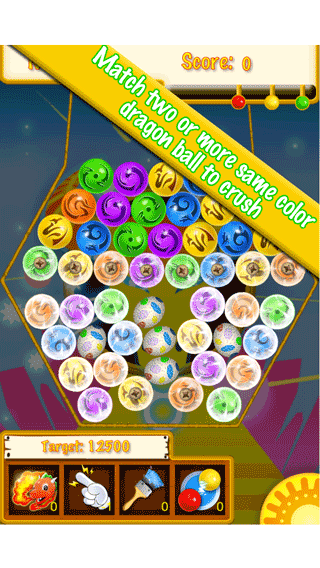 Score: 0
Match two or more same color
dragon ball to crush
Target: 12500
0
0
0
0